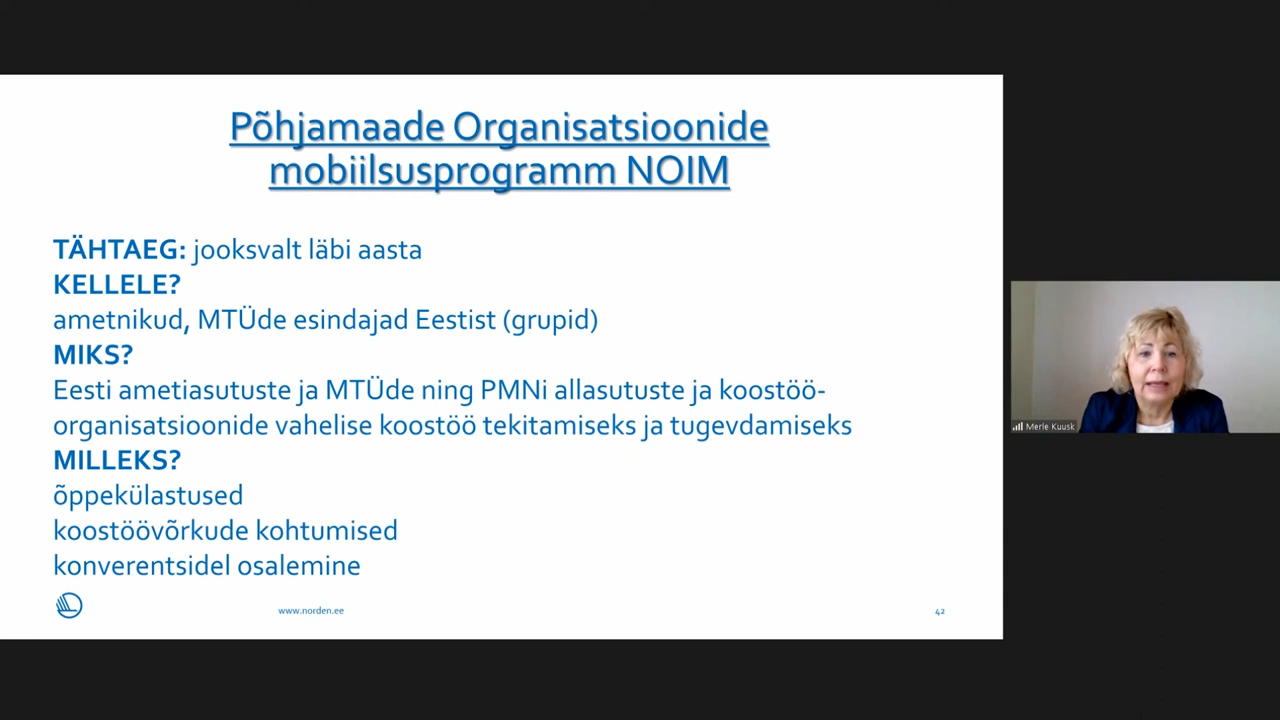 Põhjamaade Organisatsioonide
mobiilsusprogramm NOIM
TÄHTAEG: jooksvalt läbi aasta
KELLELE?
ametnikud, MTÜde esindajad Eestist (grupid)
MIKS?
Eesti ametiasutuste ja MTÜde ning PMNi allasutuste ja koostöö-
organisatsioonide vahelise koostöö tekitamiseks ja tugevdamiseks
MILLEKS?
õppekülastused
koostöövõrkude kohtumised
konverentsidel osalemine
www.norden.ee
42
Merle Kuusk